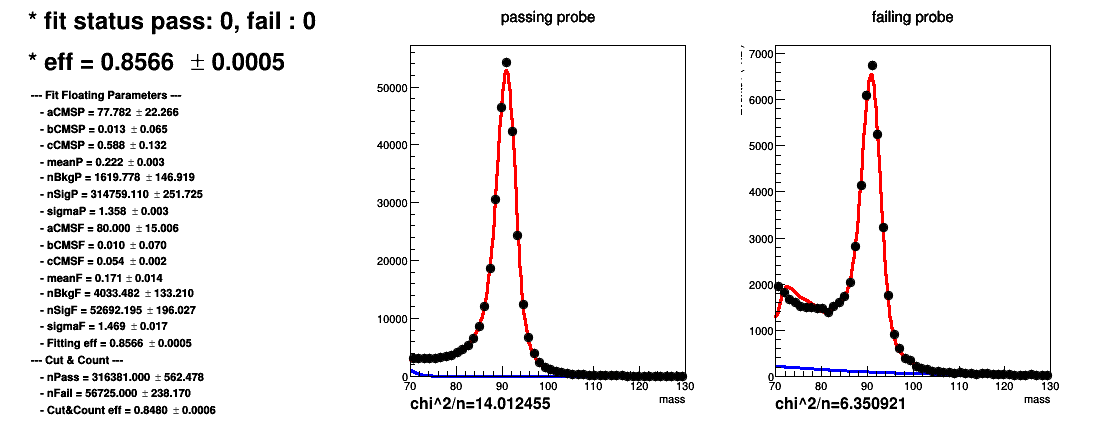 * fit status pass: 0, fail : 0
* eff = 0.8566 ± 0.0005
--- Fit Floating Parameters ---
- aCMSP = 77.782 ± 22.266
- bCMSP = 0.013 ± 0.065
- cCMSP = 0.588 ± 0.132
- meanP = 0.222 ± 0.003
- nBkgP = 1619.778 ± 146.919
- nSigP = 314759.110 ± 251.725
- sigmaP = 1.358 ± 0.003
- aCMSF = 80.000 ± 15.006
- bCMSF = 0.010 ± 0.070
- cCMSF = 0.054 ± 0.002
- meanF = 0.171 ± 0.014
- nBkgF = 4033.482 ± 133.210
- nSigF = 52692.195 ± 196.027
- sigmaF = 1.469 ± 0.017
- Fitting eff = 0.8566 ± 0.0005
--- Cut & Count ---
- nPass = 316381.000 ± 562.478
- nFail = 56725.000 ± 238.170
- Cut&Count eff = 0.8480 ± 0.0006
passing probe
50000
40000
30000
20000
10000
0
70 80 90 100 110 120 130
mass
chi^2/n=14.012455
failing probe
7000
6000
5000
4000
3000
2000
1000
0
70 80 90 100 110 120 130
mass
chi^2/n=6.350921